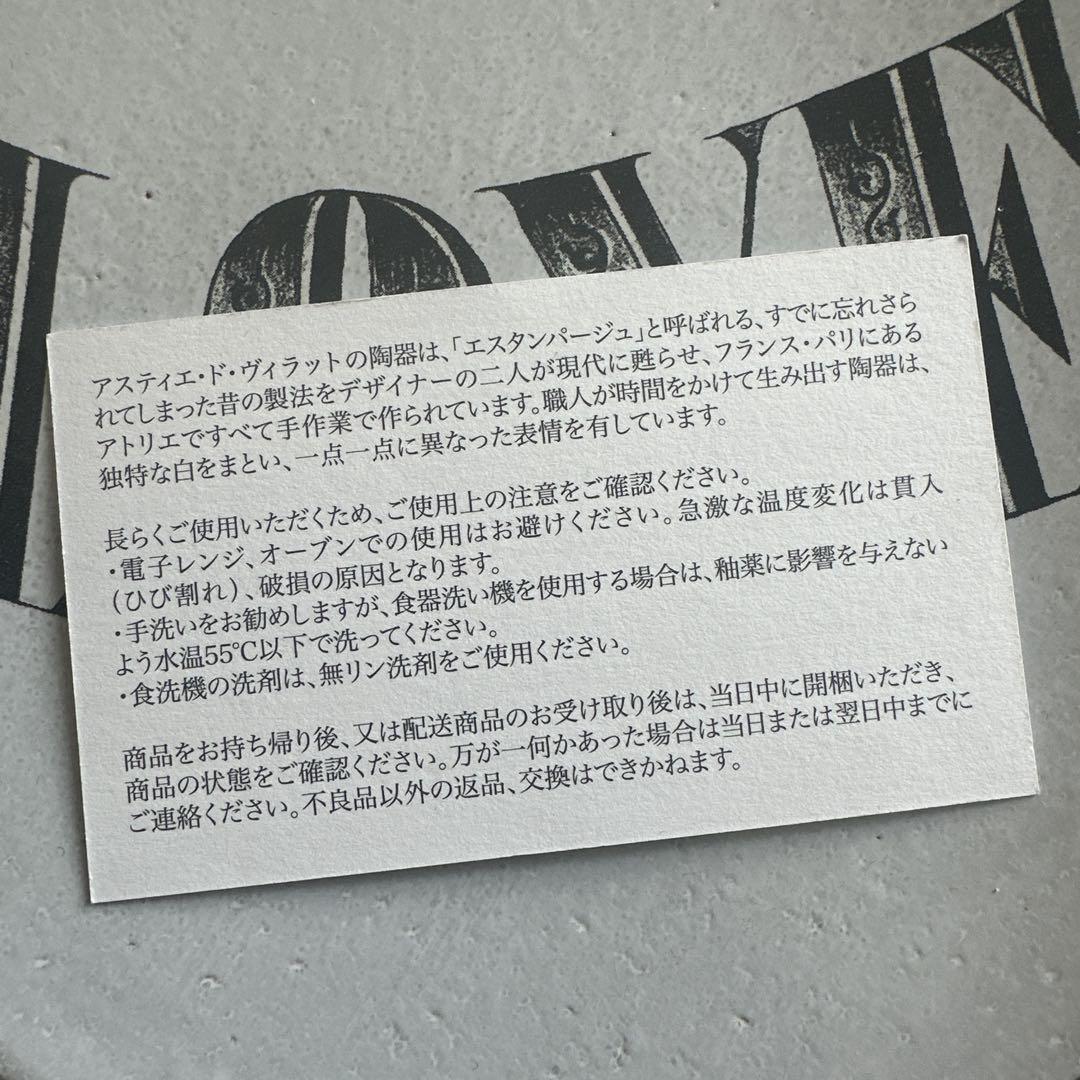 LOVE
アスティエ・ド・ヴィラットの陶器は、「エスタンパージュ」と呼ばれる、すでに忘れさら
れてしまった昔の製法をデザイナーの二人が現代に甦らせ、フランス・パリにある
アトリエですべて手作業で作られています。職人が時間をかけて生み出す陶器は、
独特な白をまとい、一点一点に異なった表情を有しています。
長らくご使用いただくため、ご使用上の注意をご確認ください。
・電子レンジ、オーブンでの使用はお避けください。急激な温度変化は貫入
(ひび割れ)、破損の原因となります。
・手洗いをお勧めしますが、食器洗い機を使用する場合は、釉薬に影響を与えない
よう水温55℃以下で洗ってください。
・食洗機の洗剤は、無リン洗剤をご使用ください。
商品をお持ち帰り後、又は配送商品のお受け取り後は、当日中に開梱いただき、
商品の状態をご確認ください。万が一何かあった場合は当日または翌日中までに
ご連絡ください。不良品以外の返品、交換はできかねます。